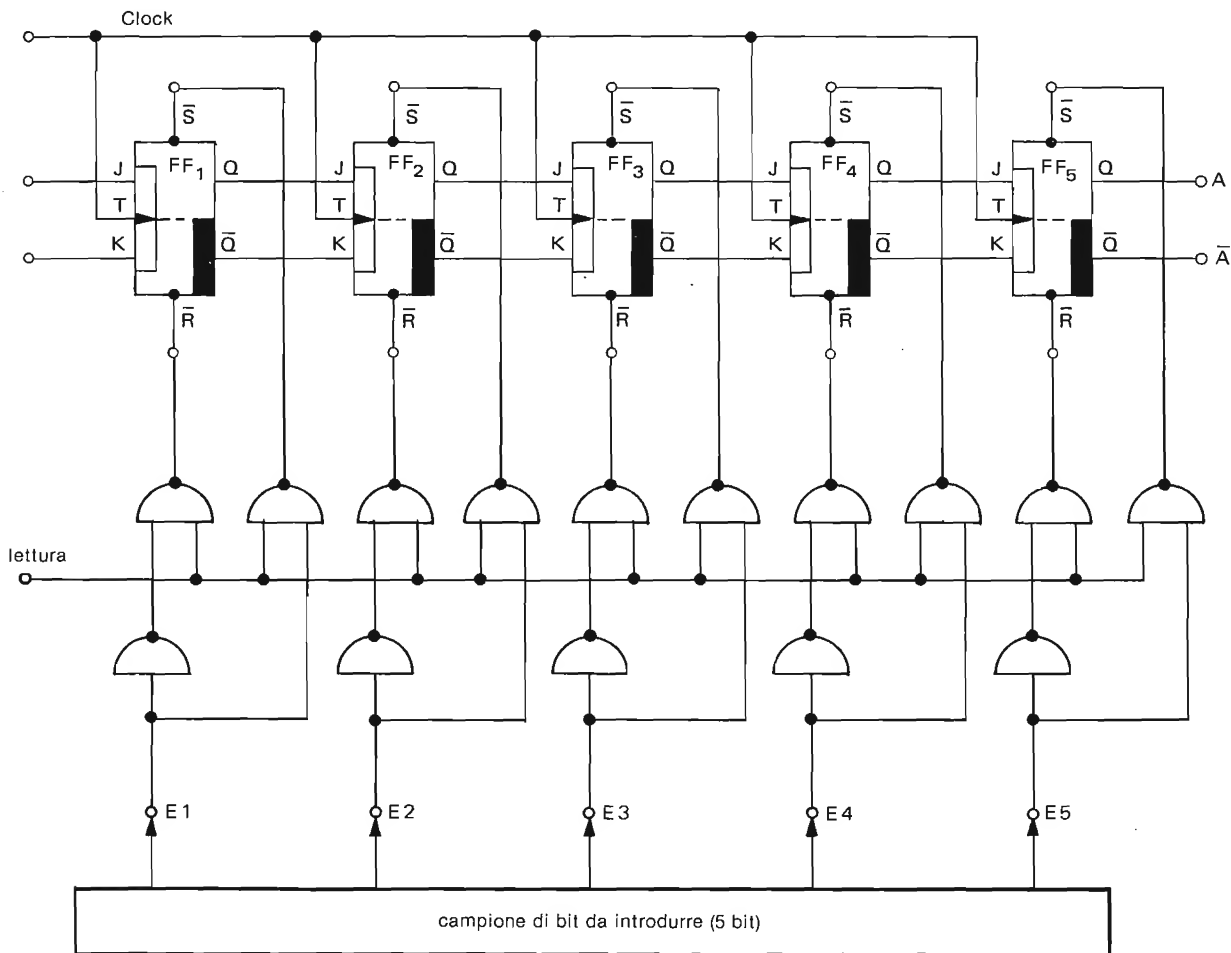 Clock
S̅ S̅ S̅ S̅ S̅
J FF₁ Q J FF₂ Q J FF₃ Q J FF₄ Q J FF₅ Q A
T T T T T
K Q̅ K Q̅ K Q̅ K Q̅ K Q̅ A̅
R̅ R̅ R̅ R̅ R̅
lettura
E1 E2 E3 E4 E5
campione di bit da introdurre (5 bit)